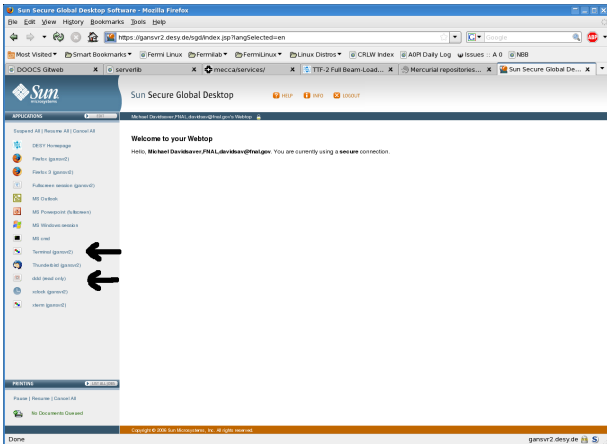 Sun Secure Global Desktop Software - Mozilla Firefox
File Edit View History Bookmarks Tools Help
https://gansvr2.desy.de/sgd/index.jsp?langSelected=en
Google
ABP
Most Visited Smart Bookmarks Fermi Linux Fermilab FermiLinux Linux Distros CRLW Index A0PI Daily Log Issues :: A 0 NBB
DOOCS Gitweb serverlib mecca/services/ TTF-2 Full Beam-Load... Mercurial repositories... Sun Secure Global De...
Sun
microsystems
Sun Secure Global Desktop
HELP INFO LOGOUT
APPLICATIONS EDIT
Michael Davidsaver,FNAL,davidsav@fnal.gov's Webtop
Suspend All | Resume All | Cancel All
Welcome to your Webtop
Hello, Michael Davidsaver,FNAL,davidsav@fnal.gov. You are currently using a secure connection.
DESY Homepage
Firefox (gansvr2)
Firefox 3 (gansvr2)
Fullscreen session (gansvr2)
MS Outlook
MS Powerpoint (fullscreen)
MS Windows session
MS cmd
Terminal (gansvr2)
Thunderbird (gansvr2)
ddd (read only)
xclock (gansvr2)
xterm (gansvr2)
PRINTING
Pause | Resume | Cancel All
No Documents Queued
Copyright © 2006 Sun Microsystems, Inc. All rights reserved.
Done
gansvr2.desy.de